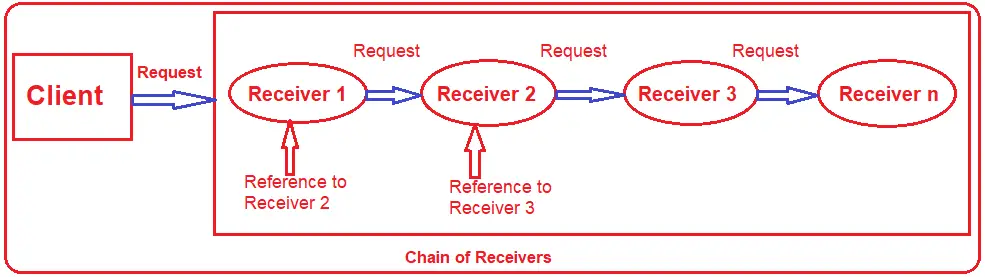 Client
Request
Request
Request
Request
Receiver 1
Receiver 2
Receiver 3
Receiver n
Reference to
Receiver 2
Reference to
Receiver 3
Chain of Receivers